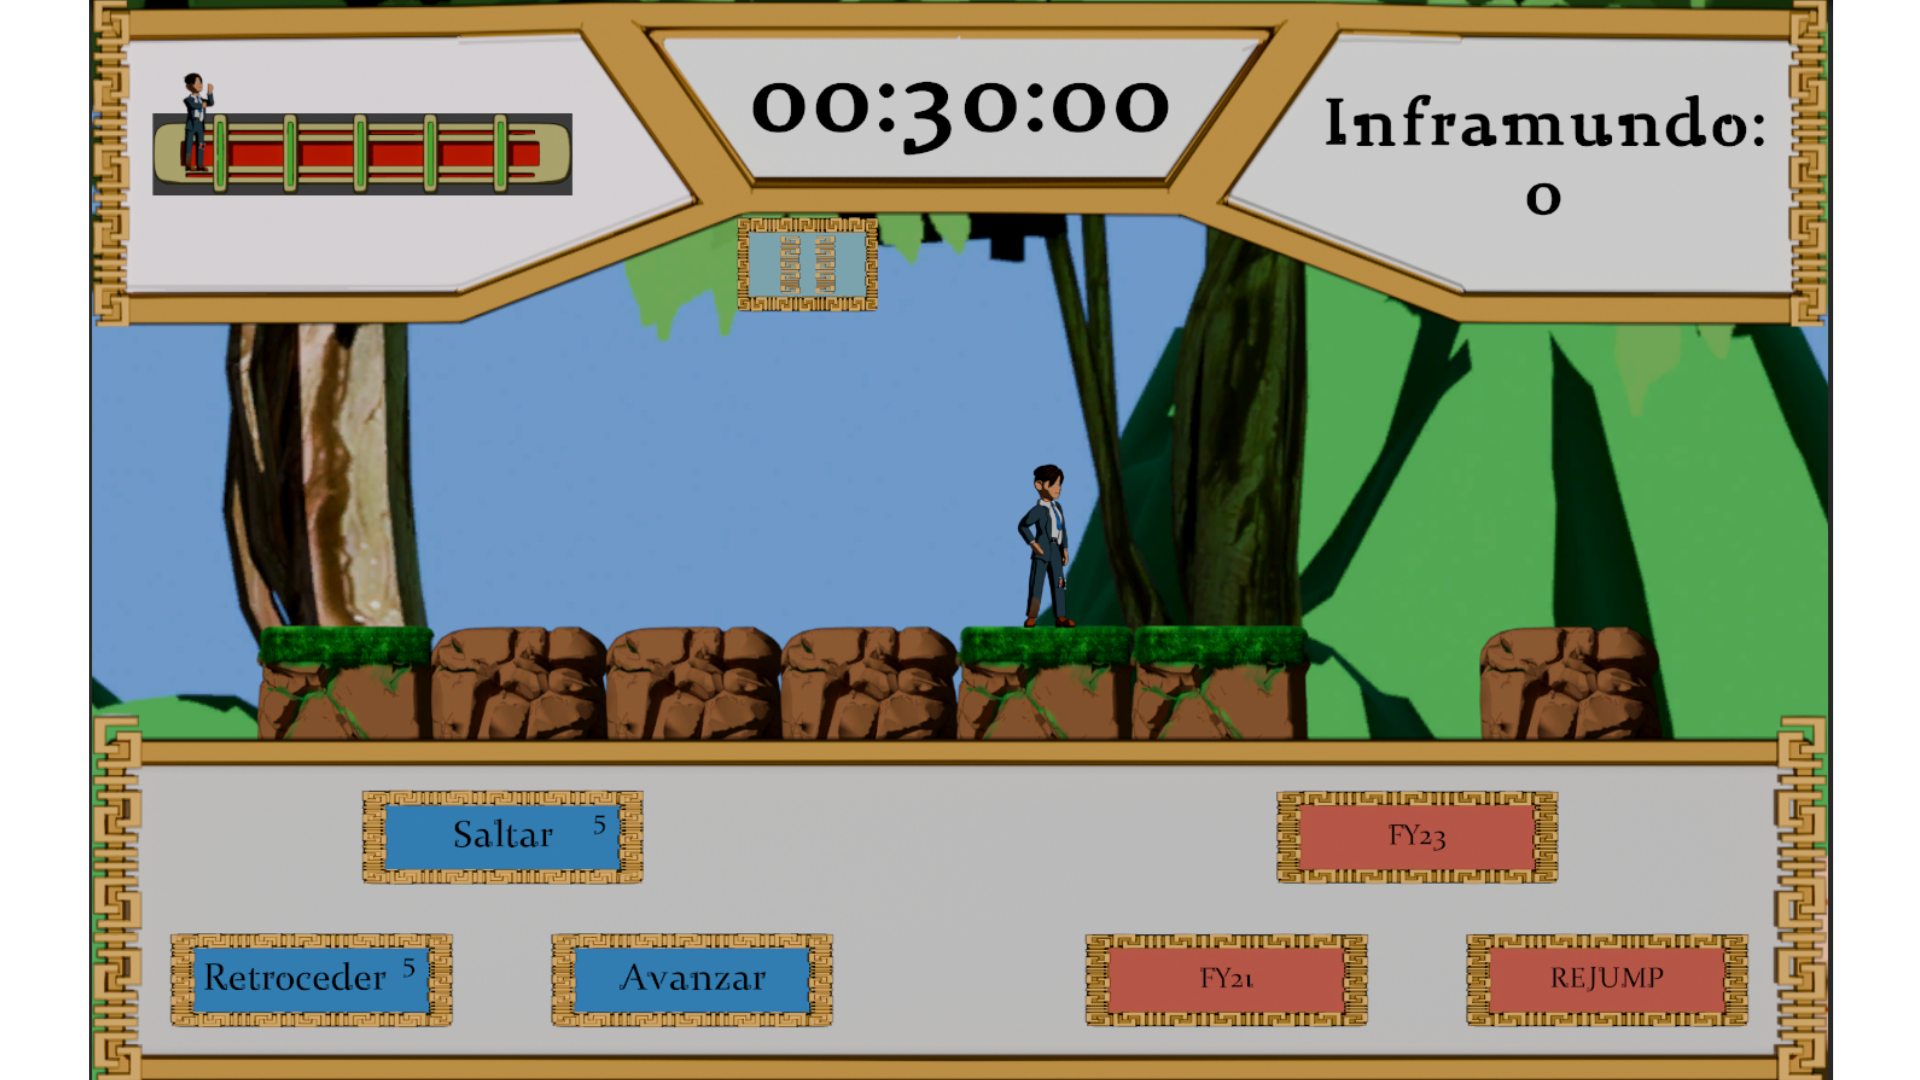 00:30:00
Inframundo:
0
Saltar 5
FY23
Retroceder 5
Avanzar
FY21
REJUMP